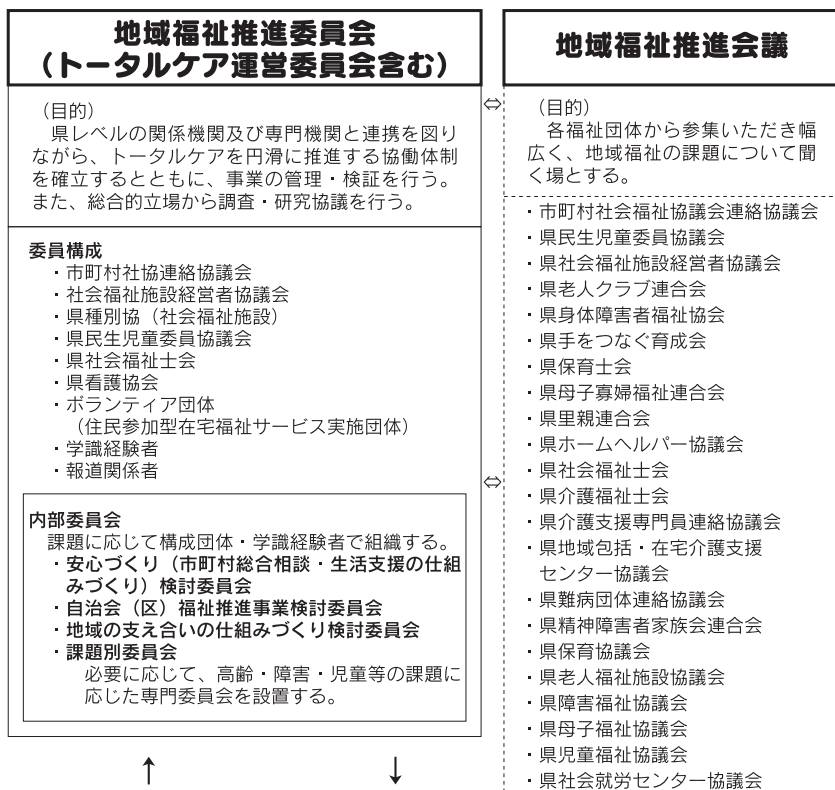 地域福祉推進委員会
（トータルケア運営委員会含む）
（目的）
県レベルの関係機関及び専門機関と連携を図り
ながら、トータルケアを円滑に推進する協働体制
を確立するとともに、事業の管理・検証を行う。
また、総合的立場から調査・研究協議を行う。
委員構成
・市町村社協連絡協議会
・社会福祉施設経営者協議会
・県種別協（社会福祉施設）
・県民生児童委員協議会
・県社会福祉士会
・県看護協会
・ボランティア団体
（住民参加型在宅福祉サービス実施団体）
・学識経験者
・報道関係者
内部委員会
課題に応じて構成団体・学識経験者で組織する。
・安心づくり（市町村総合相談・生活支援の仕組
みづくり）検討委員会
・自治会（区）福祉推進事業検討委員会
・地域の支え合いの仕組みづくり検討委員会
・課題別委員会
必要に応じて、高齢・障害・児童等の課題に
応じた専門委員会を設置する。
↑ ↓
⇔
⇔
地域福祉推進会議
（目的）
各福祉団体から参集いただき幅
広く、地域福祉の課題について聞
く場とする。
・市町村社会福祉協議会連絡協議会
・県民生児童委員協議会
・県社会福祉施設経営者協議会
・県老人クラブ連合会
・県身体障害者福祉協会
・県手をつなぐ育成会
・県保育士会
・県母子寡婦福祉連合会
・県里親連合会
・県ホームヘルパー協議会
・県社会福祉士会
・県介護福祉士会
・県介護支援専門員連絡協議会
・県地域包括・在宅介護支援
センター協議会
・県難病団体連絡協議会
・県精神障害者家族会連合会
・県保育協議会
・県老人福祉施設協議会
・県障害福祉協議会
・県母子福祉協議会
・県児童福祉協議会
・県社会就労センター協議会